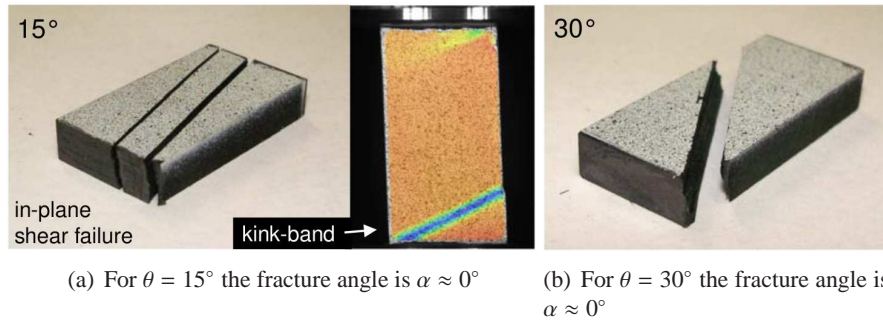 15°
in-plane
shear failure
kink-band
30°
(a) For θ = 15° the fracture angle is α ≈ 0°
(b) For θ = 30° the fracture angle is
α ≈ 0°